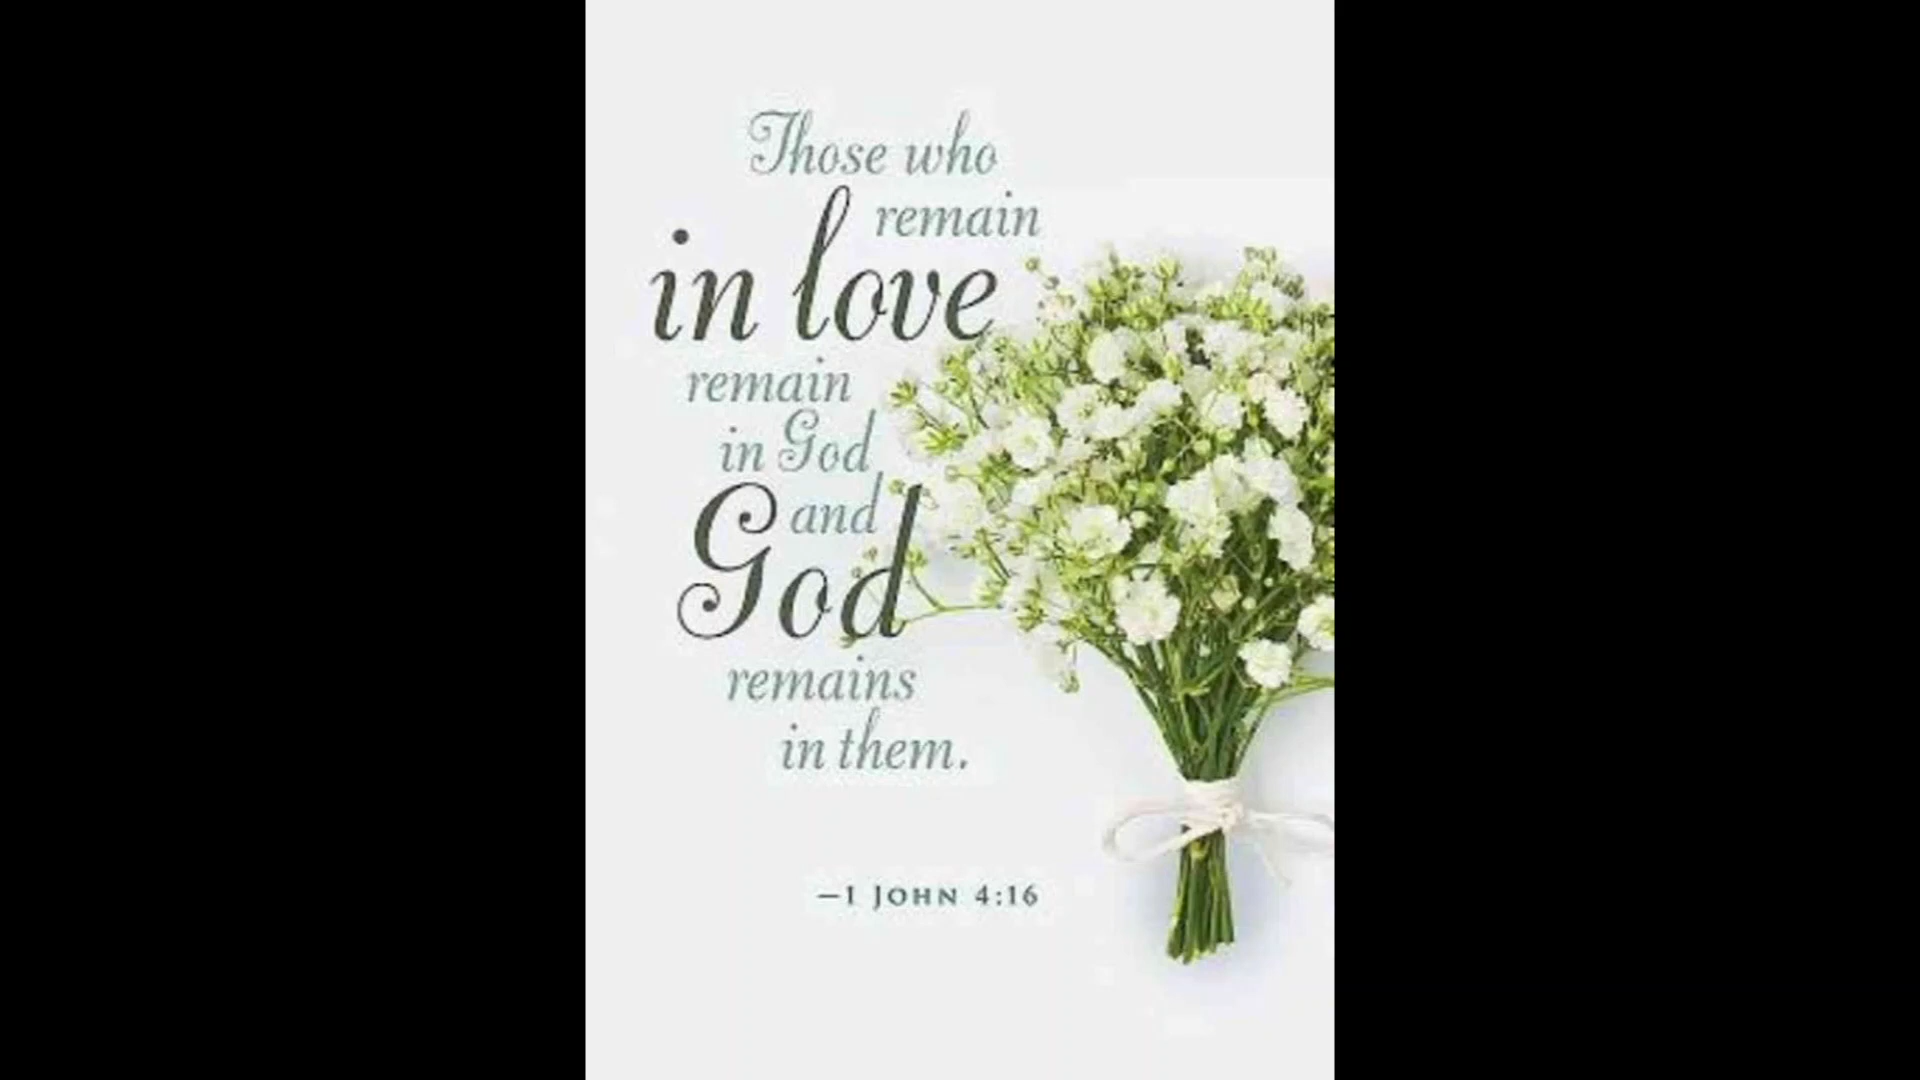 Those who
remain
in love
remain
in God
and
God
remains
in them.
—1 JOHN 4:16